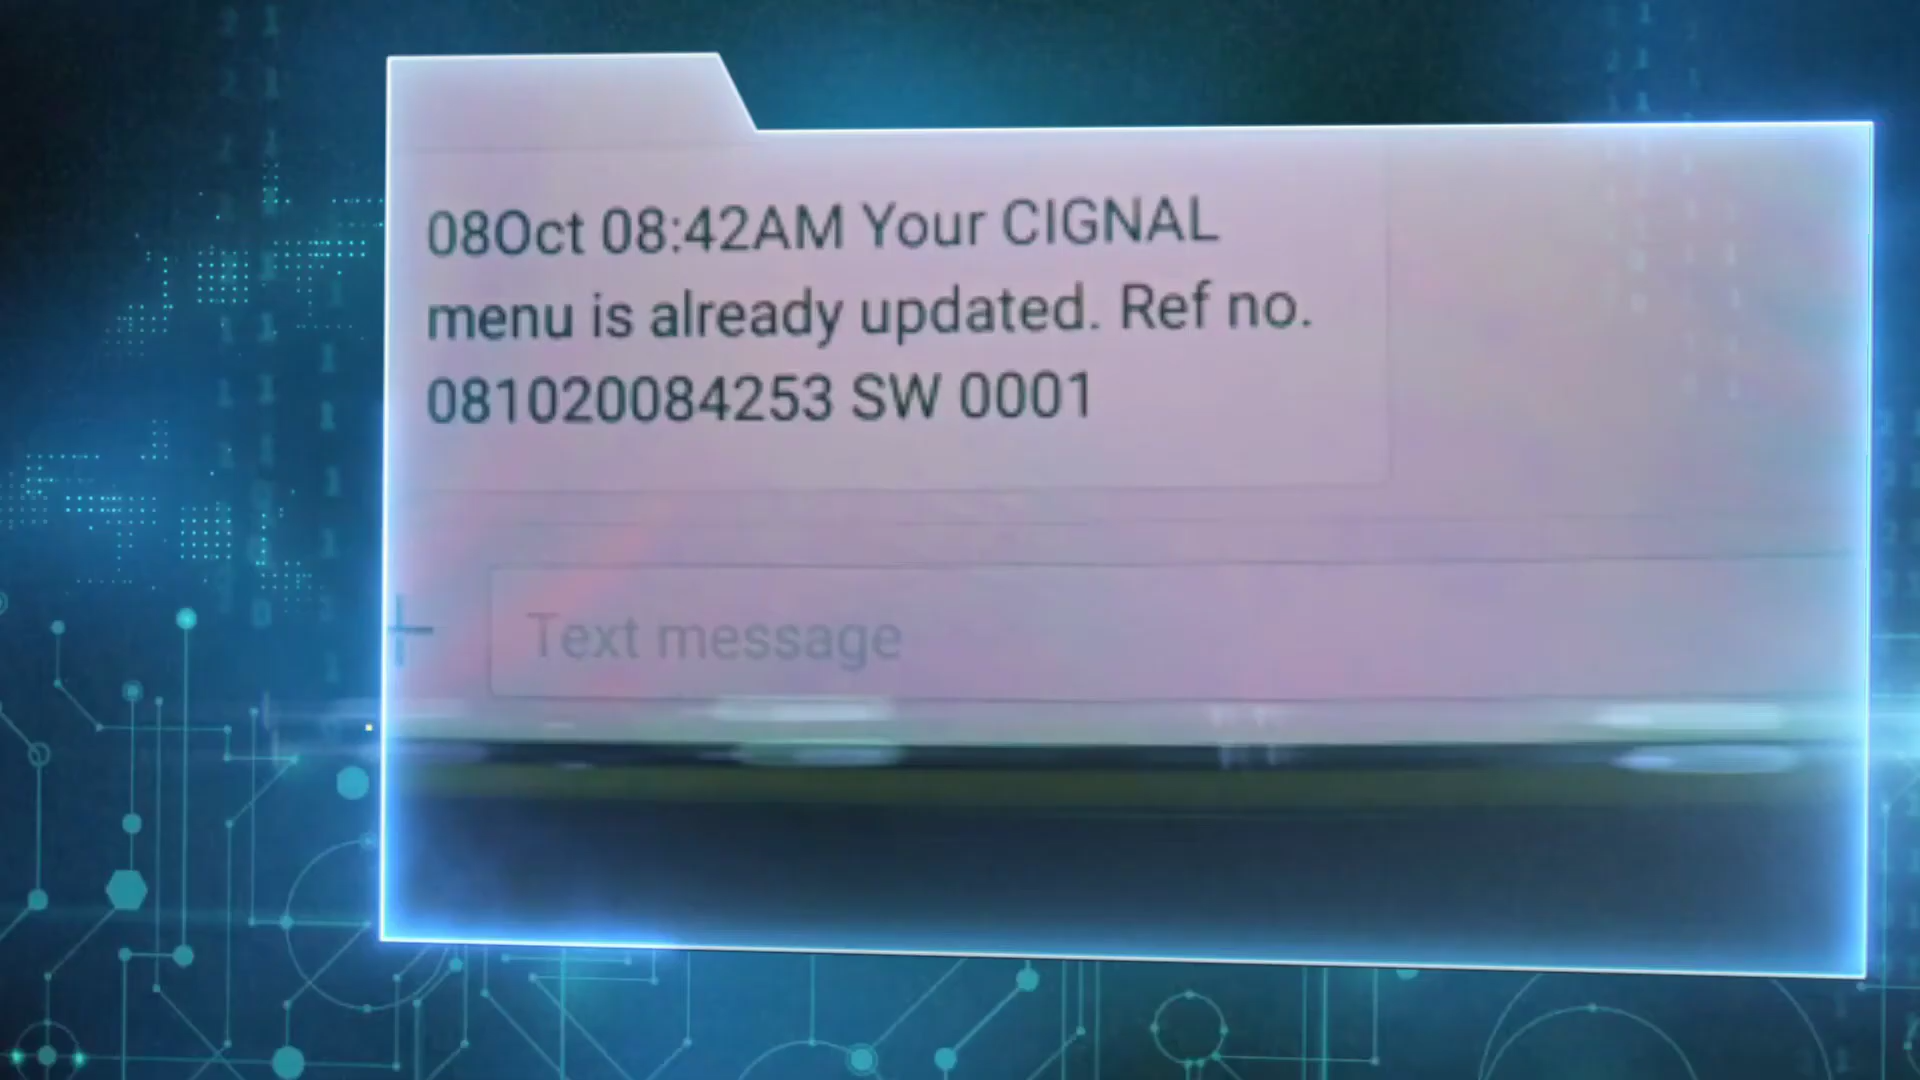 08Oct 08:42AM Your CIGNAL
menu is already updated. Ref no.
081020084253 SW 0001
Text message